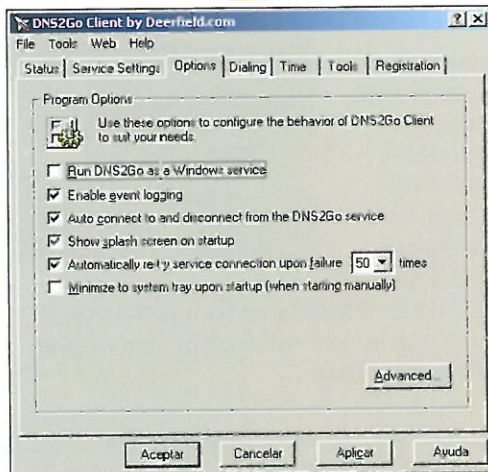 DNS2Go Client by Deerfield.com
File Tools Web Help
Status Service Settings Options Dialing Time Tools Registration
Program Options
Use these options to configure the behavior of DNS2Go Client
to suit your needs.
Run DNS2Go as a Windows service
Enable event logging
Auto connect to and disconnect from the DNS2Go service
Show splash screen on startup
Automatically retry service connection upon failure 50 times
Minimize to system tray upon startup (when starting manually)
Advanced...
Aceptar Cancelar Aplicar Ayuda